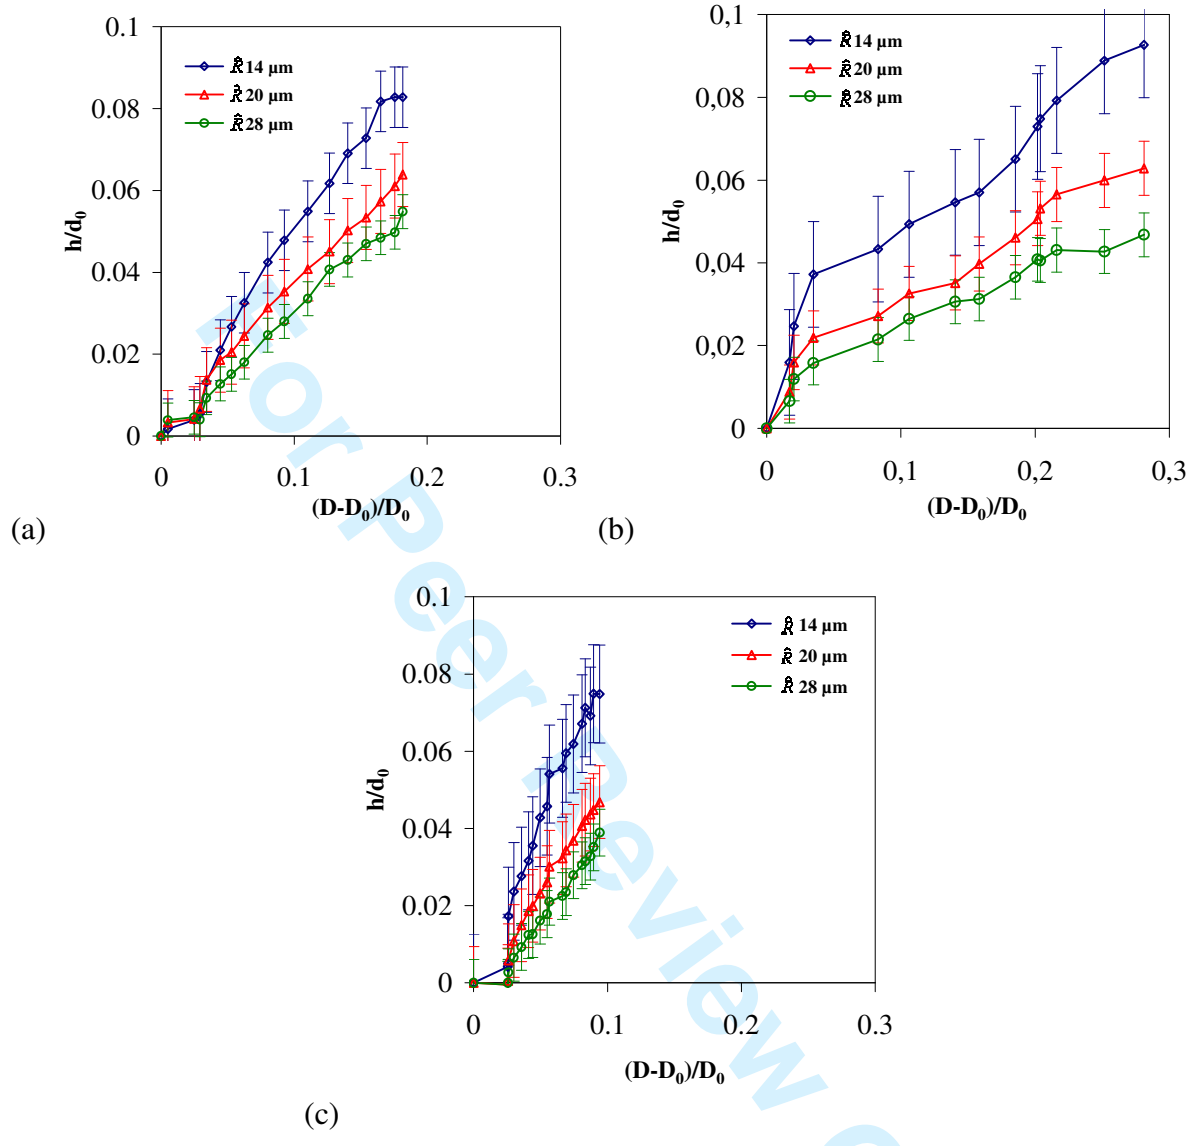 0.1
0.08
0.06
0.04
0.02
0
h/d0
R̂ 14 µm
R̂ 20 µm
R̂ 28 µm
0 0.1 0.2 0.3
(D-D0)/D0
(a)
0,1
0,08
0,06
0,04
0,02
0
h/d0
R̂ 14 µm
R̂ 20 µm
R̂ 28 µm
0 0,1 0,2 0,3
(D-D0)/D0
(b)
0.1
0.08
0.06
0.04
0.02
0
h/d0
R̂ 14 µm
R̂ 20 µm
R̂ 28 µm
0 0.1 0.2 0.3
(D-D0)/D0
(c)
For Peer Review